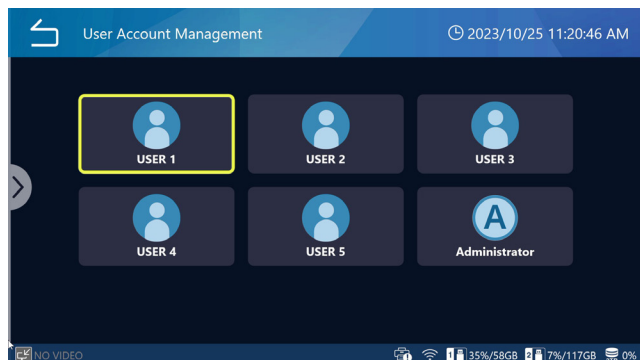 User Account Management
2023/10/25 11:20:46 AM
USER 1
USER 2
USER 3
USER 4
USER 5
A
Administrator
NO VIDEO
1 35%/58GB 2 7%/117GB 0%